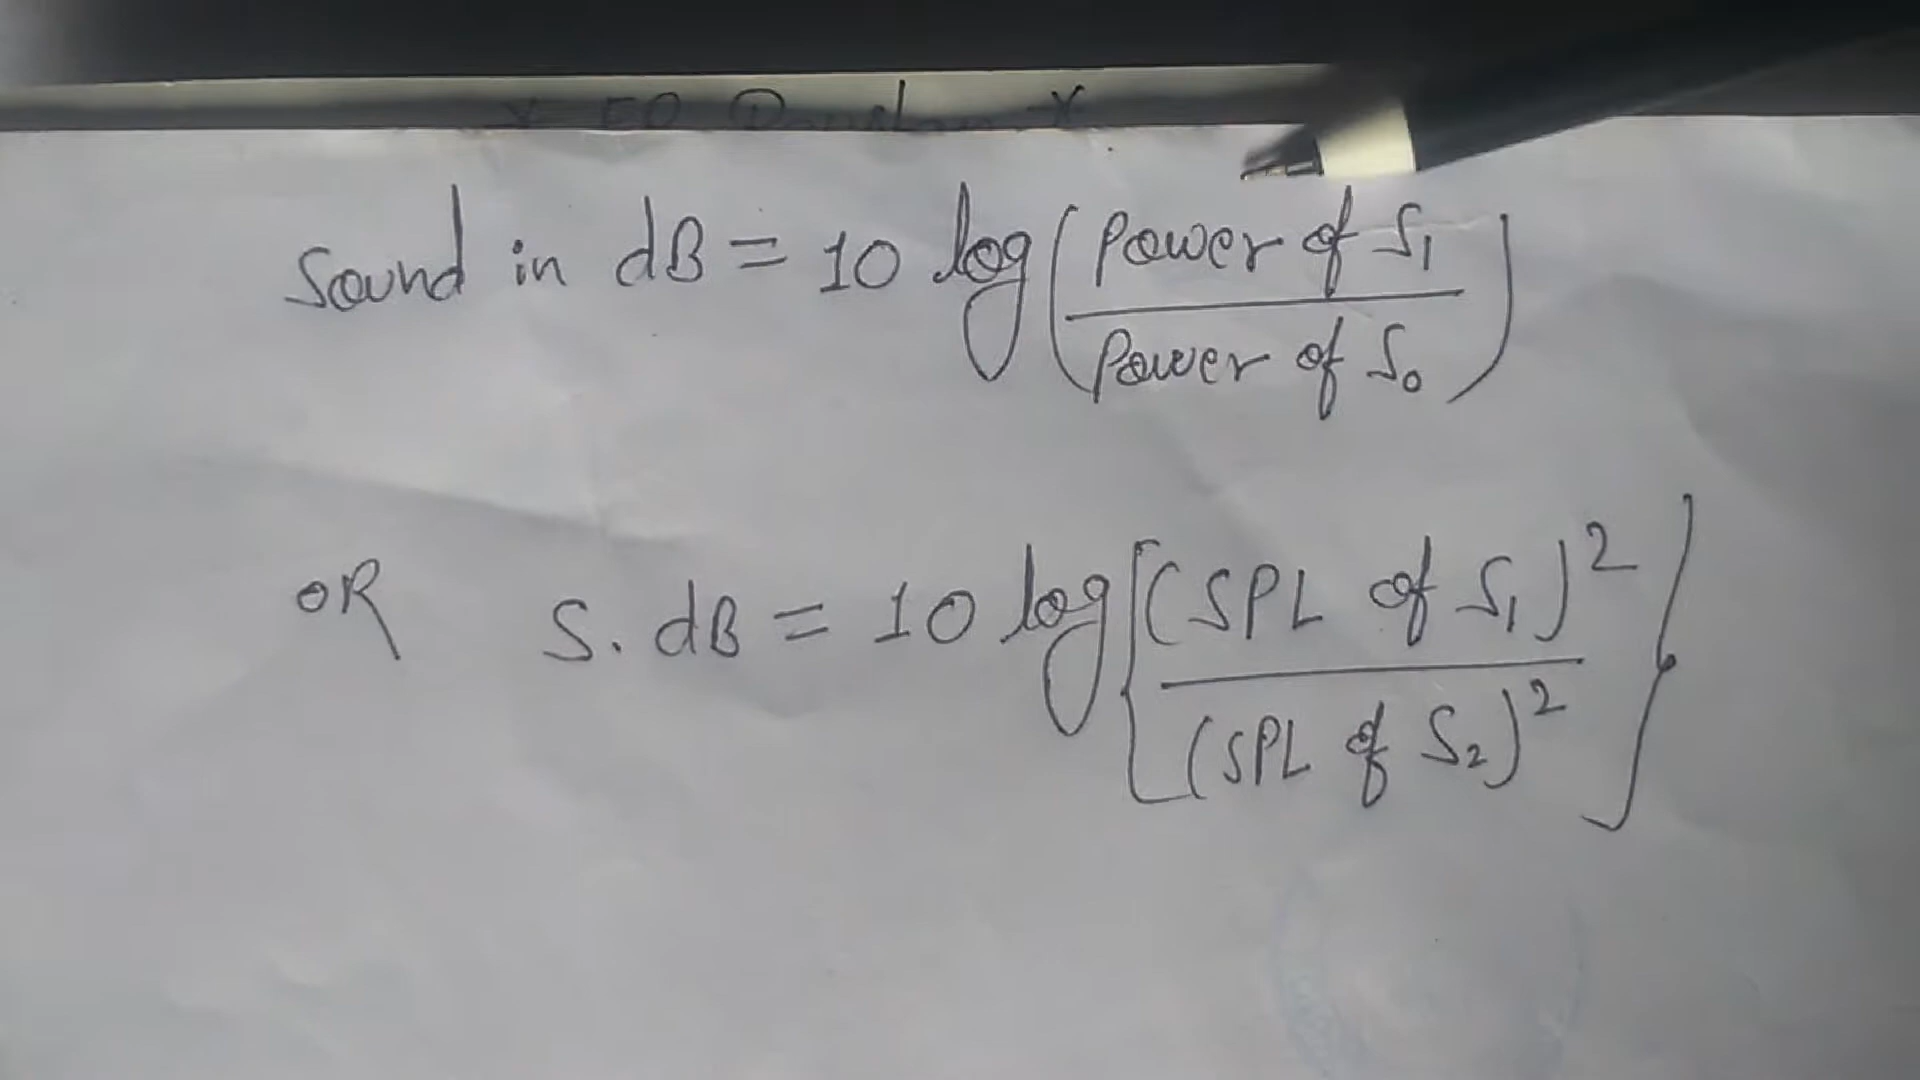 Sound in dB = 10 log (Power of S₁ / Power of S₀)
OR S. dB = 10 log [(SPL of S₁)² / (SPL of S₂)²]